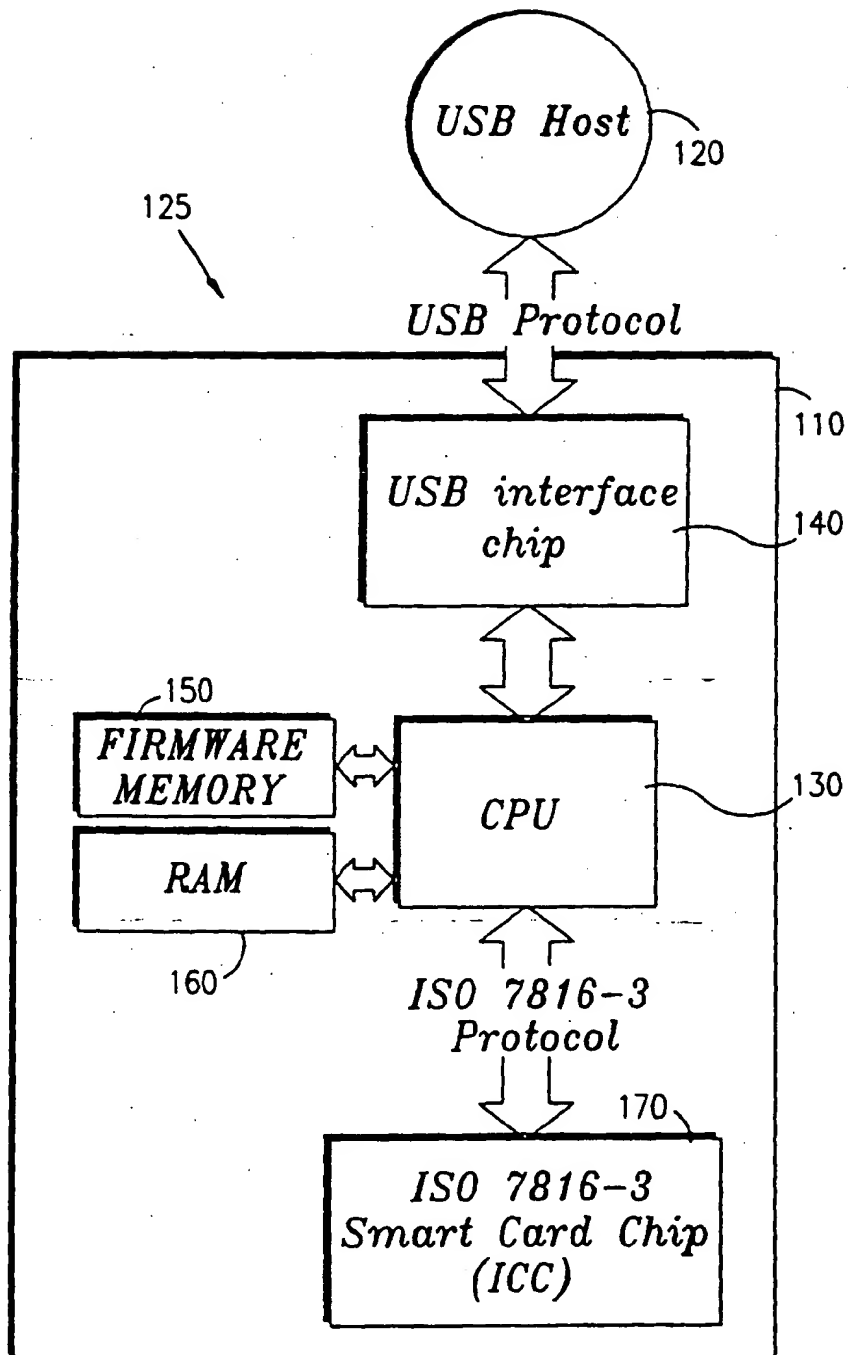 USB Host
120
125
USB Protocol
110
USB interface
chip
140
150
FIRMWARE
MEMORY
CPU
130
RAM
160
ISO 7816-3
Protocol
170
ISO 7816-3
Smart Card Chip
(ICC)